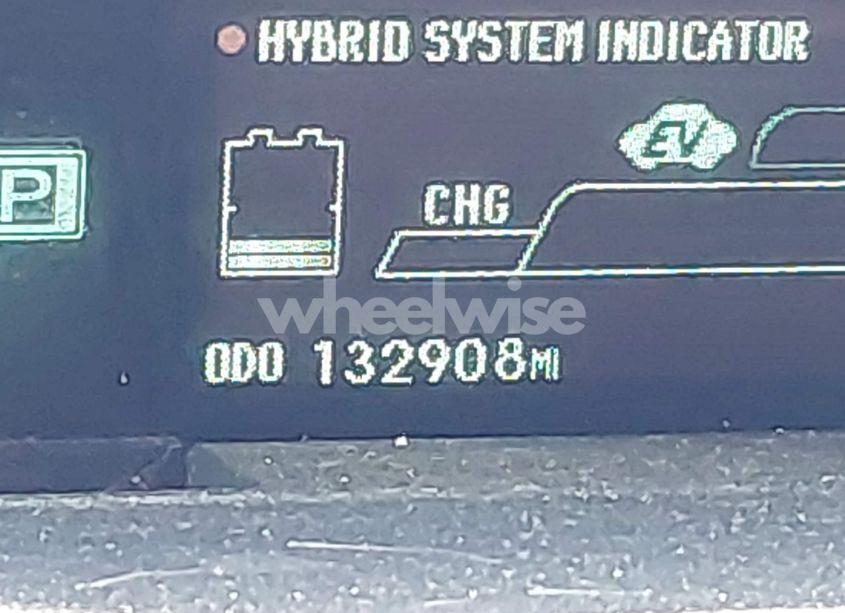 HYBRID SYSTEM INDICATOR
EV
P
CHG
wheelwise
ODO 132908MI